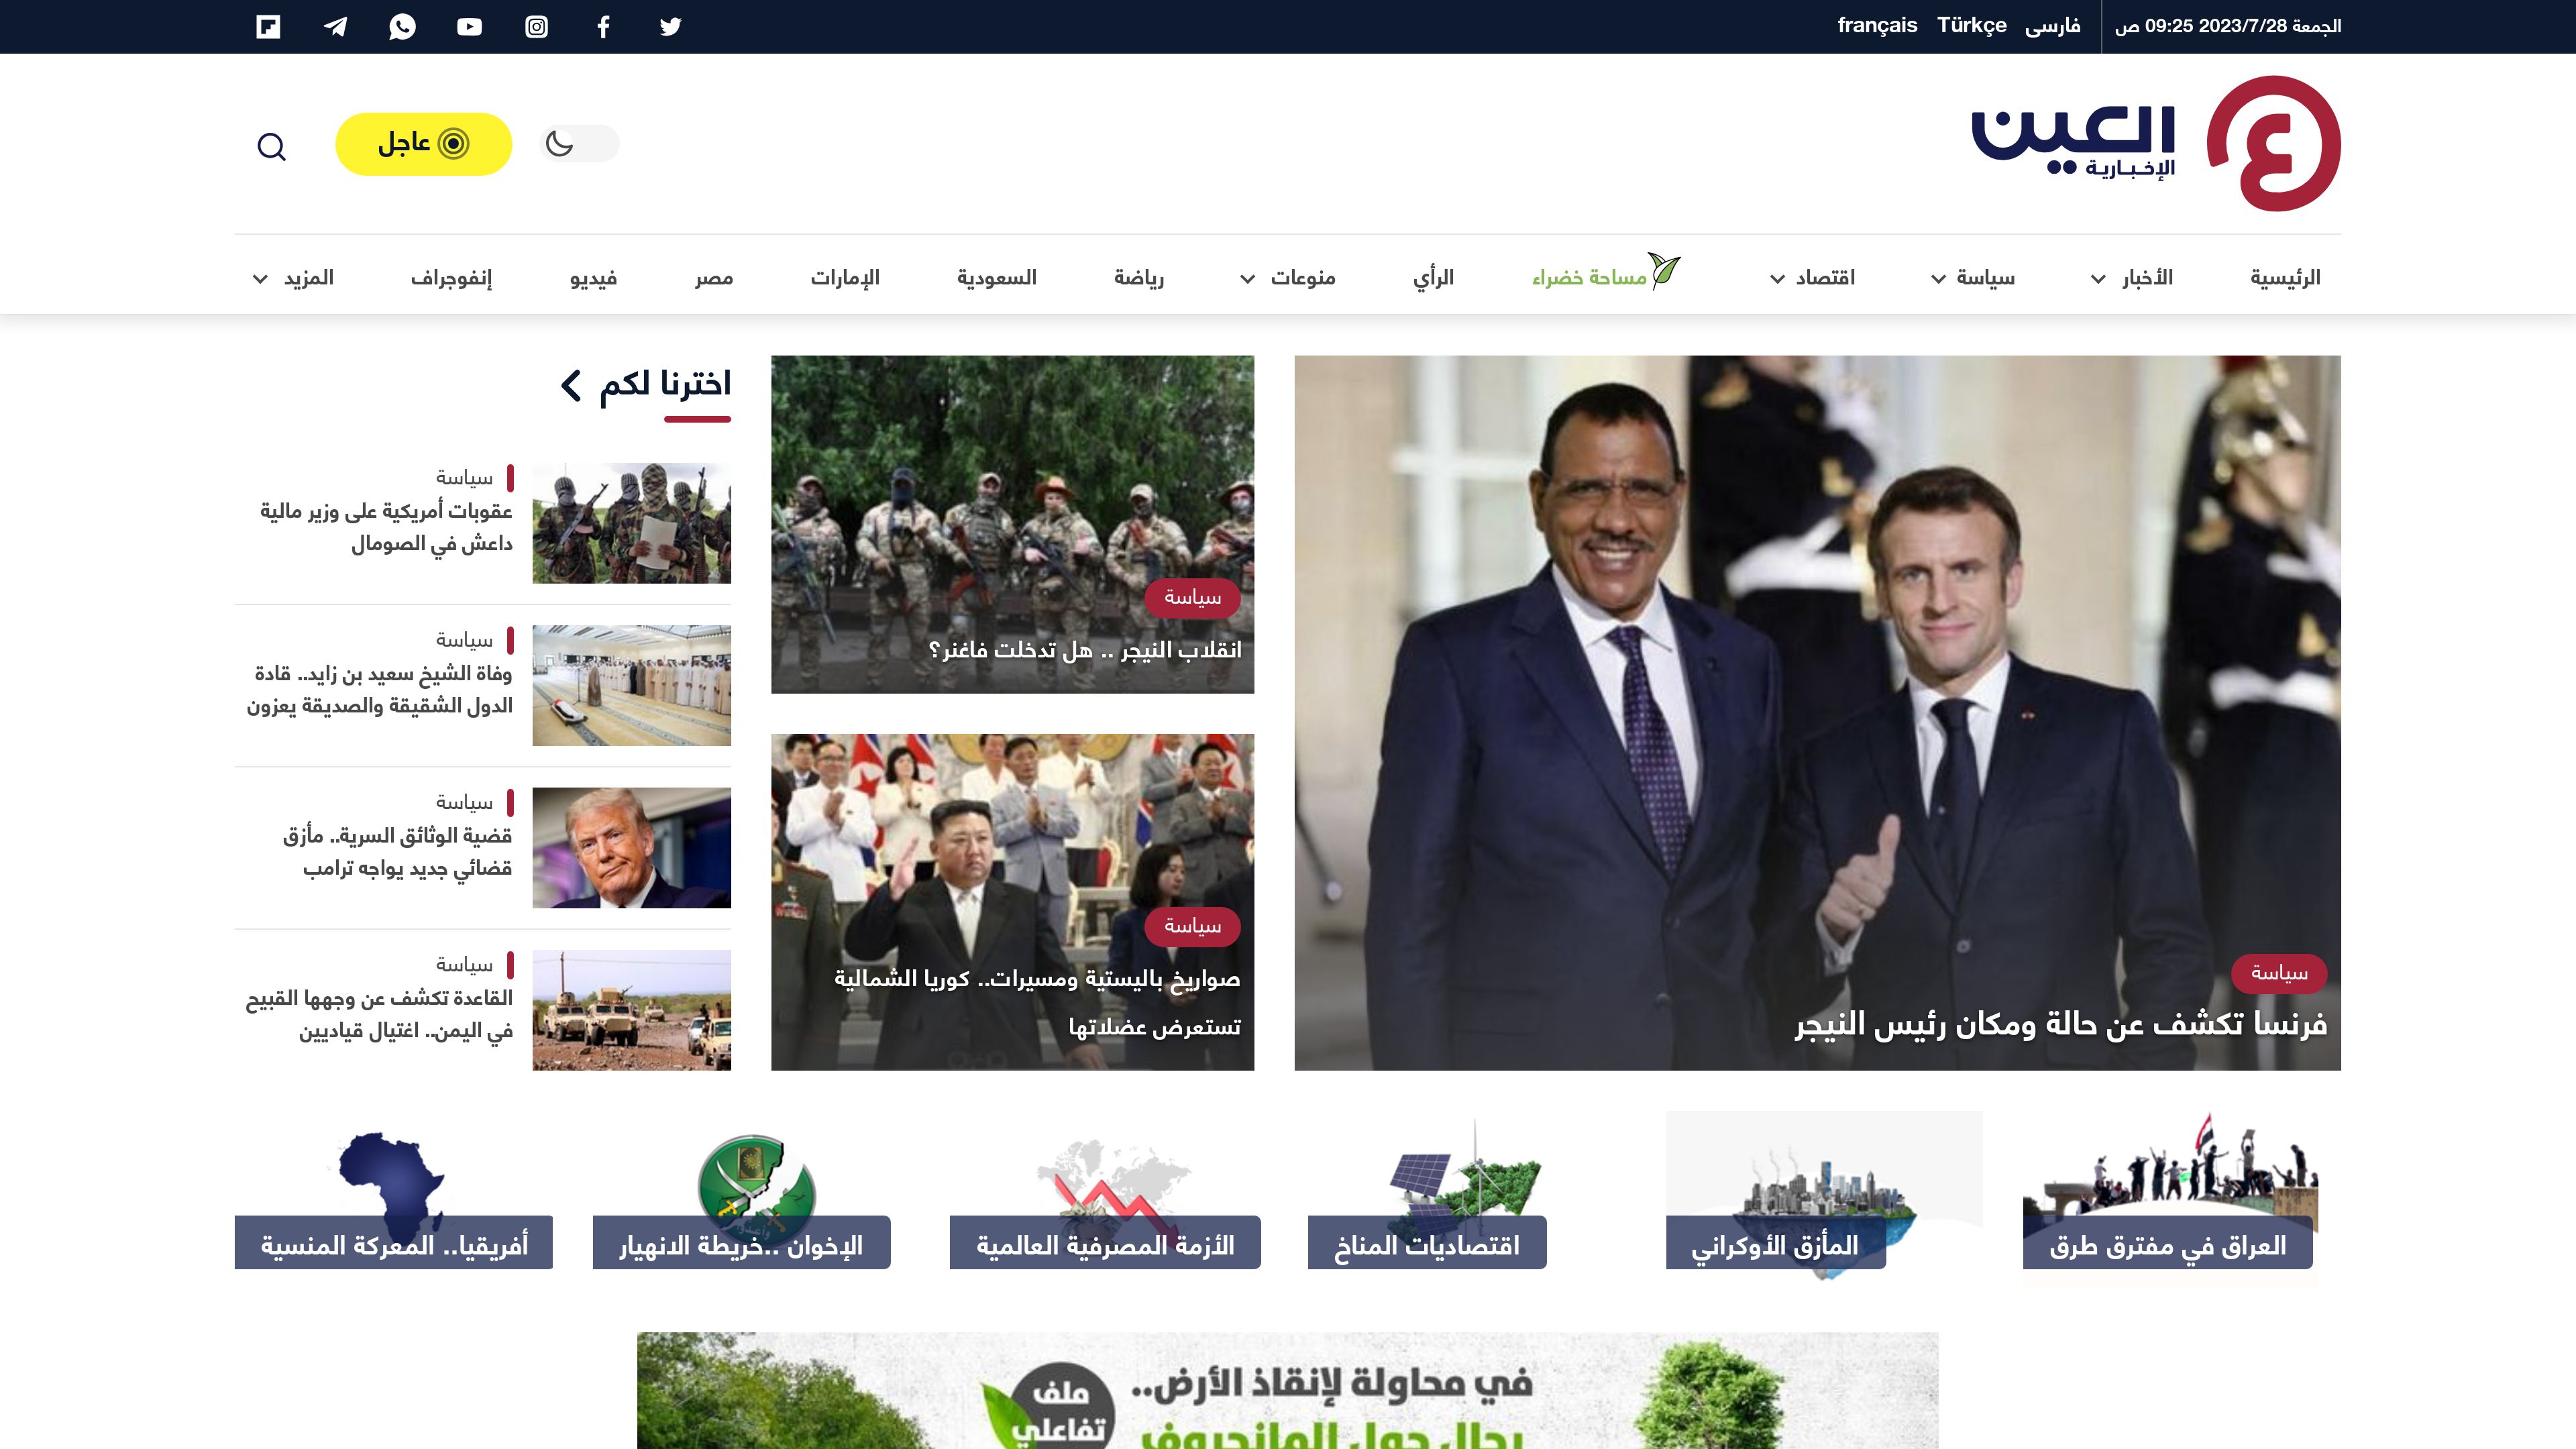 الجمعة 2023/7/28 09:25 ص
فارسی
Türkçe
français
العين
الإخبارية
عاجل
الرئيسية
الأخبار
سياسة
اقتصاد
مساحة خضراء
الرأي
منوعات
رياضة
السعودية
الإمارات
مصر
فيديو
إنفوجراف
المزيد
سياسة
فرنسا تكشف عن حالة ومكان رئيس النيجر
سياسة
انقلاب النيجر .. هل تدخلت فاغنر؟
سياسة
صواريخ باليستية ومسيرات.. كوريا الشمالية
تستعرض عضلاتها
اخترنا لكم
سياسة
عقوبات أمريكية على وزير مالية
داعش في الصومال
سياسة
وفاة الشيخ سعيد بن زايد.. قادة
الدول الشقيقة والصديقة يعزون
سياسة
قضية الوثائق السرية.. مأزق
قضائي جديد يواجه ترامب
سياسة
القاعدة تكشف عن وجهها القبيح
في اليمن.. اغتيال قياديين
العراق في مفترق طرق
المأزق الأوكراني
اقتصاديات المناخ
الأزمة المصرفية العالمية
الإخوان ..خريطة الانهيار
أفريقيا.. المعركة المنسية
في محاولة لإنقاذ الأرض..
رجال حول المانجروف
ملف
تفاعلي